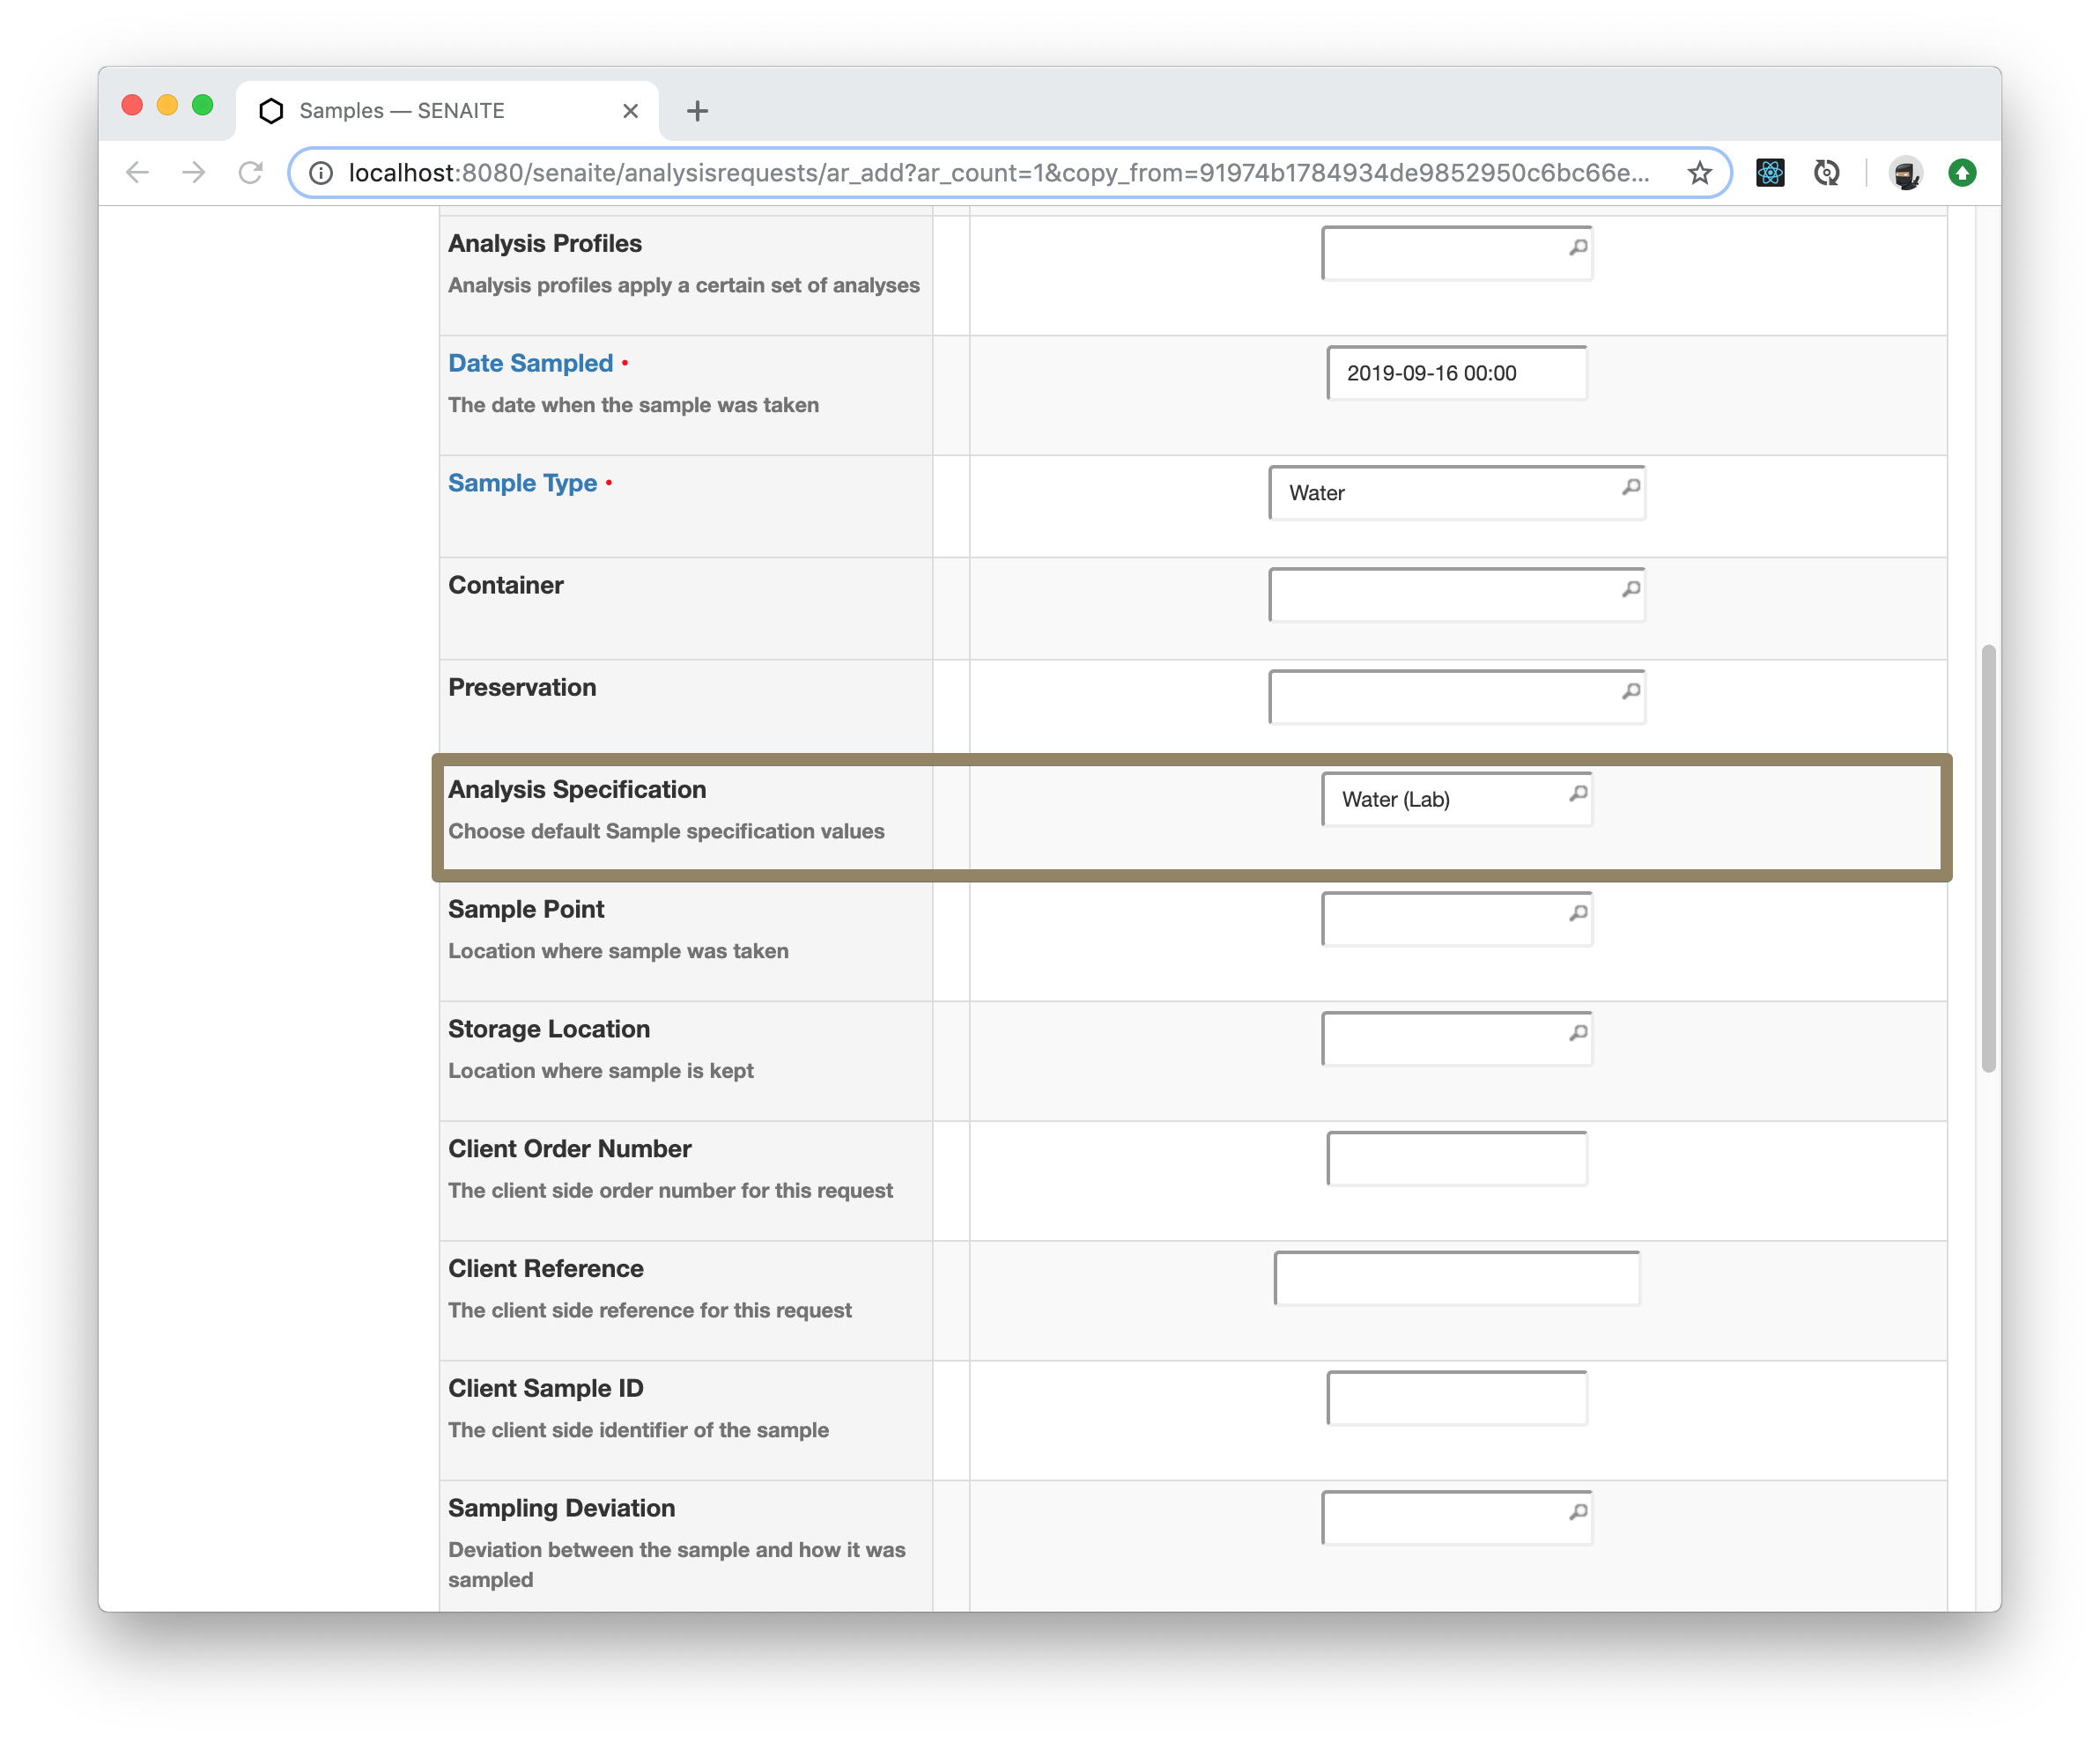 Samples — SENAITE
localhost:8080/senaite/analysisrequests/ar_add?ar_count=1&copy_from=91974b1784934de9852950c6bc66e...
Analysis Profiles
Analysis profiles apply a certain set of analyses
Date Sampled
2019-09-16 00:00
The date when the sample was taken
Sample Type
Water
Container
Preservation
Analysis Specification
Water (Lab)
Choose default Sample specification values
Sample Point
Location where sample was taken
Storage Location
Location where sample is kept
Client Order Number
The client side order number for this request
Client Reference
The client side reference for this request
Client Sample ID
The client side identifier of the sample
Sampling Deviation
Deviation between the sample and how it was
sampled